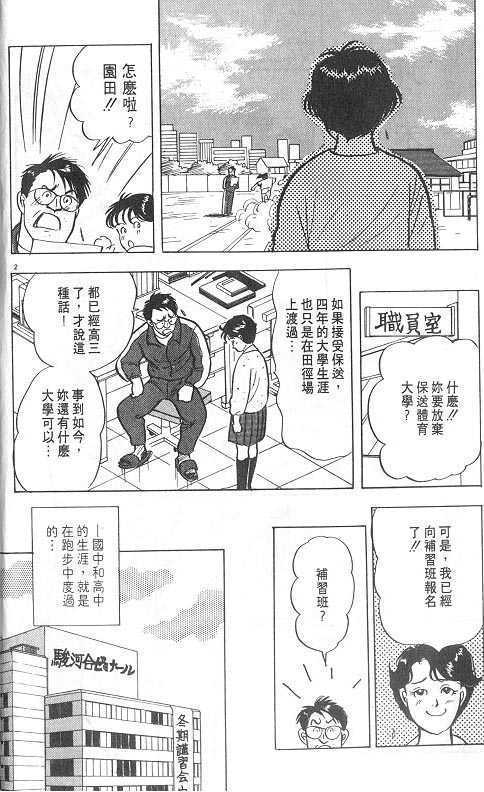 怎麼啦？
園田!!
2
職員室
什麼!!
妳要放棄
保送體育
大學？
如果接受保送，
四年的大學生涯
也只是在田徑場
上渡過…
都已經高三
了，才說這
種話！
事到如今，
妳還有什麼
大學可以…
可是，我已經
向補習班報名
了!!
補習班？
—國中和高中
的生涯，就是
在跑步中度過
的…
駿河台ゼミナール
冬期講習会